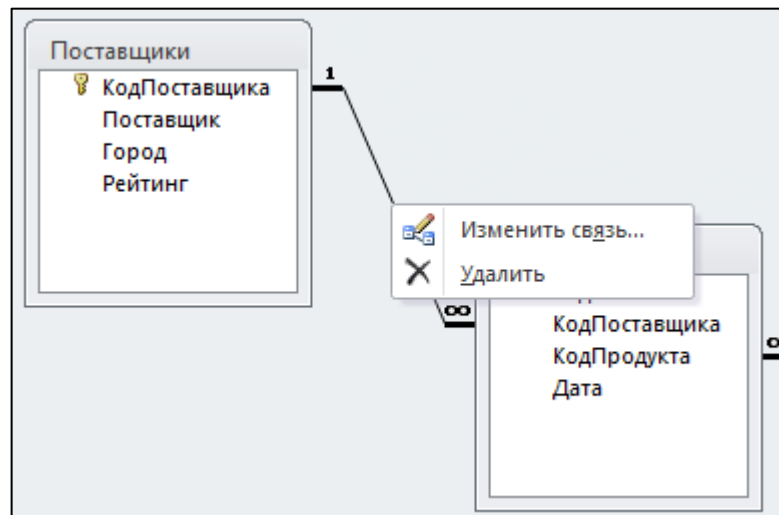 Поставщики
КодПоставщика
Поставщик
Город
Рейтинг
1
Изменить связь...
Удалить
∞
КодПоставщика
КодПродукта
Дата